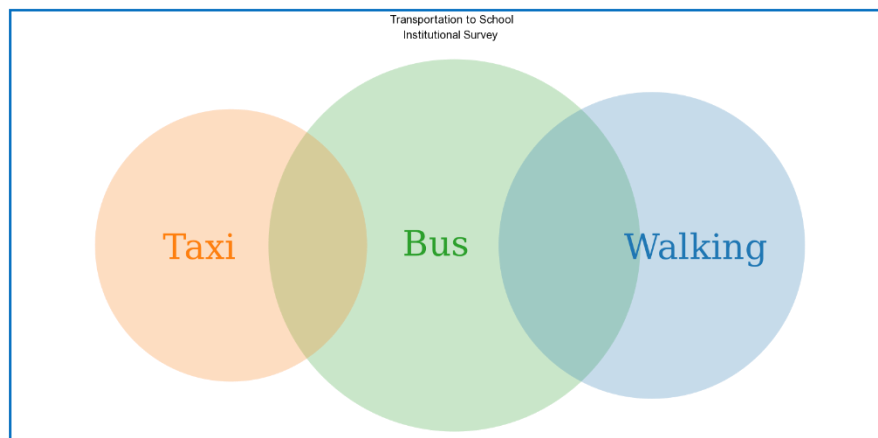 Transportation to School
Institutional Survey
Taxi
Bus
Walking